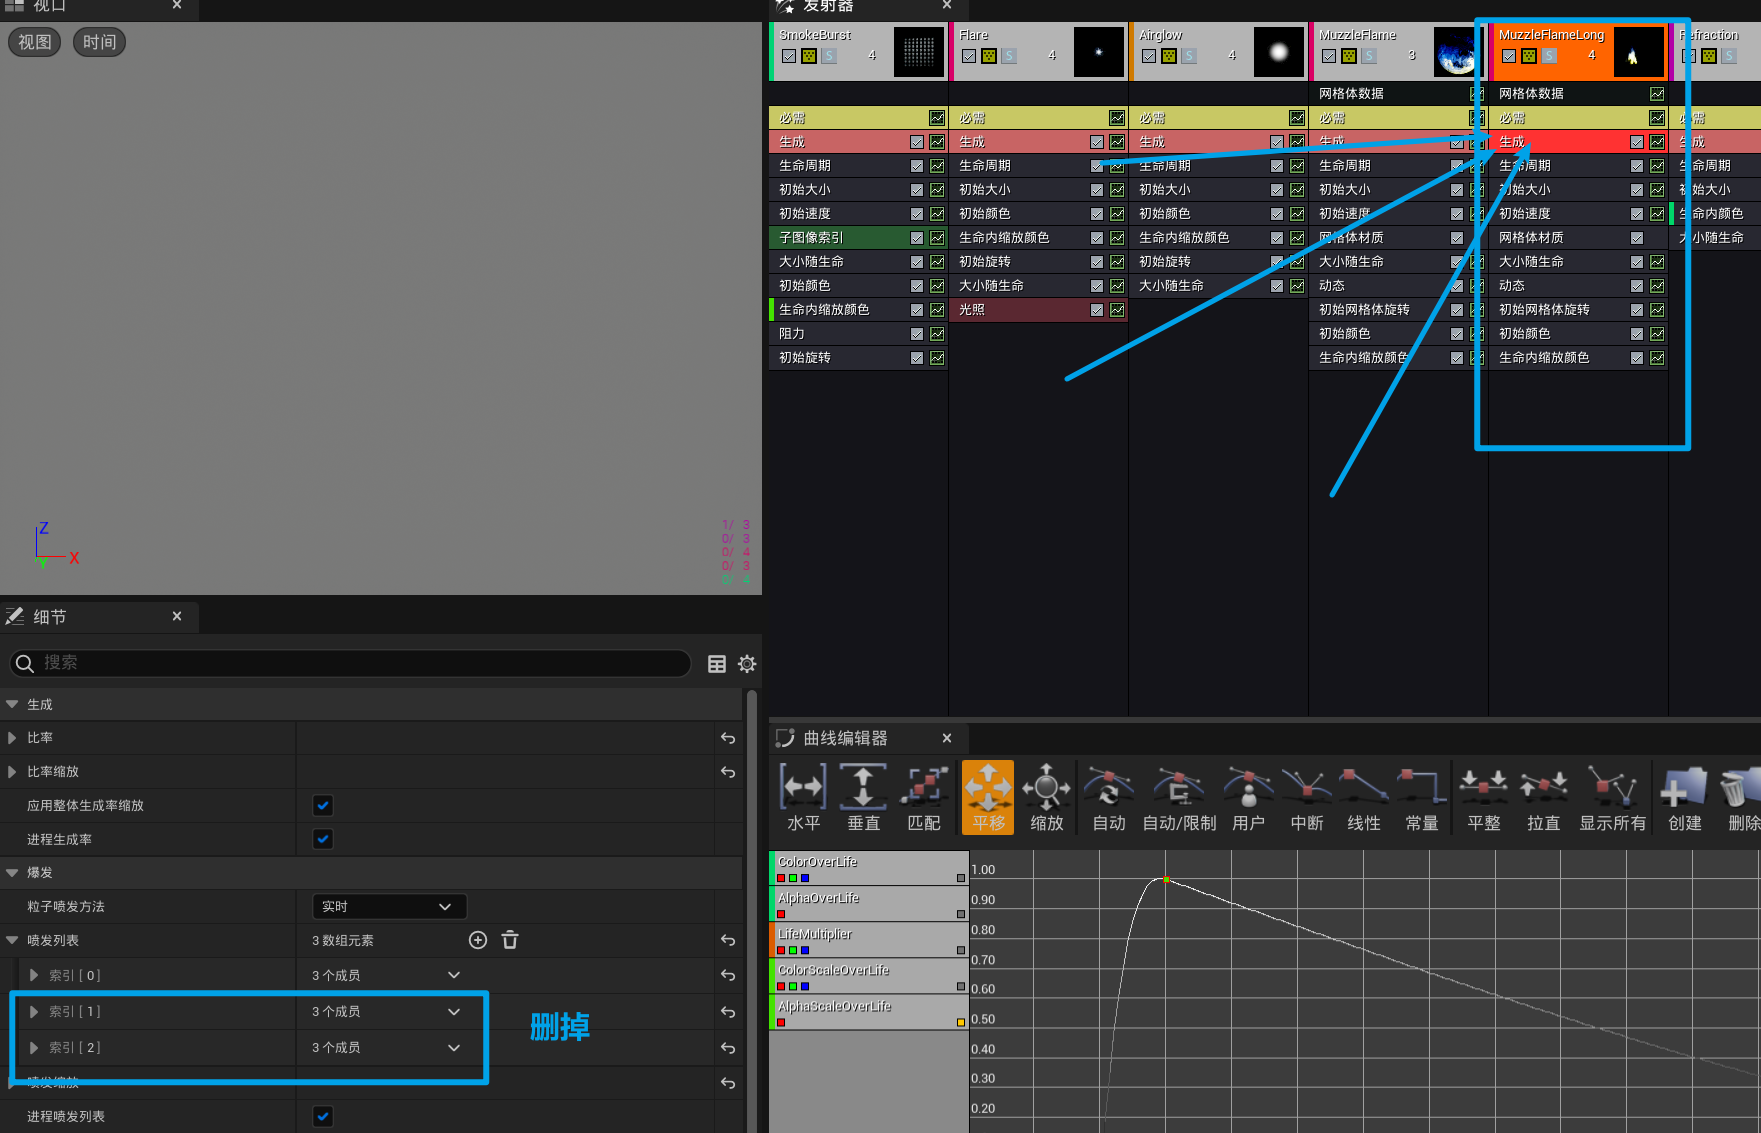 视口
视图 时间
Z
X
Y
1/ 3
0/ 3
0/ 4
0/ 3
0/ 4
细节
搜索
生成
比率
比率缩放
应用整体生成率缩放
进程生成率
爆发
粒子喷发方法 实时
喷发列表 3 数组元素
索引 [ 0 ] 3 个成员
索引 [ 1 ] 3 个成员
索引 [ 2 ] 3 个成员
删掉
喷发缩放
进程喷发列表
发射器
SmokeBurst
S 4
必需
生成
生命周期
初始大小
初始速度
子图像索引
大小随生命
初始颜色
生命内缩放颜色
阻力
初始旋转
Flare
S 4
必需
生成
生命周期
初始大小
初始颜色
生命内缩放颜色
初始旋转
大小随生命
光照
Airglow
S 4
必需
生成
生命周期
初始大小
初始颜色
生命内缩放颜色
初始旋转
大小随生命
MuzzleFlame
S 3
网格体数据
必需
生成
生命周期
初始大小
初始速度
网格体材质
大小随生命
动态
初始网格体旋转
初始颜色
生命内缩放颜色
MuzzleFlameLong
S 4
网格体数据
必需
生成
生命周期
初始大小
初始速度
网格体材质
大小随生命
动态
初始网格体旋转
初始颜色
生命内缩放颜色
Refraction
S
必需
生成
生命周期
初始大小
生命内颜色
大小随生命
曲线编辑器
水平 垂直 匹配 平移 缩放 自动 自动/限制 用户 中断 线性 常量 平整 拉直 显示所有 创建 删除
ColorOverLife
AlphaOverLife
LifeMultiplier
ColorScaleOverLife
AlphaScaleOverLife
1.00
0.90
0.80
0.70
0.60
0.50
0.40
0.30
0.20